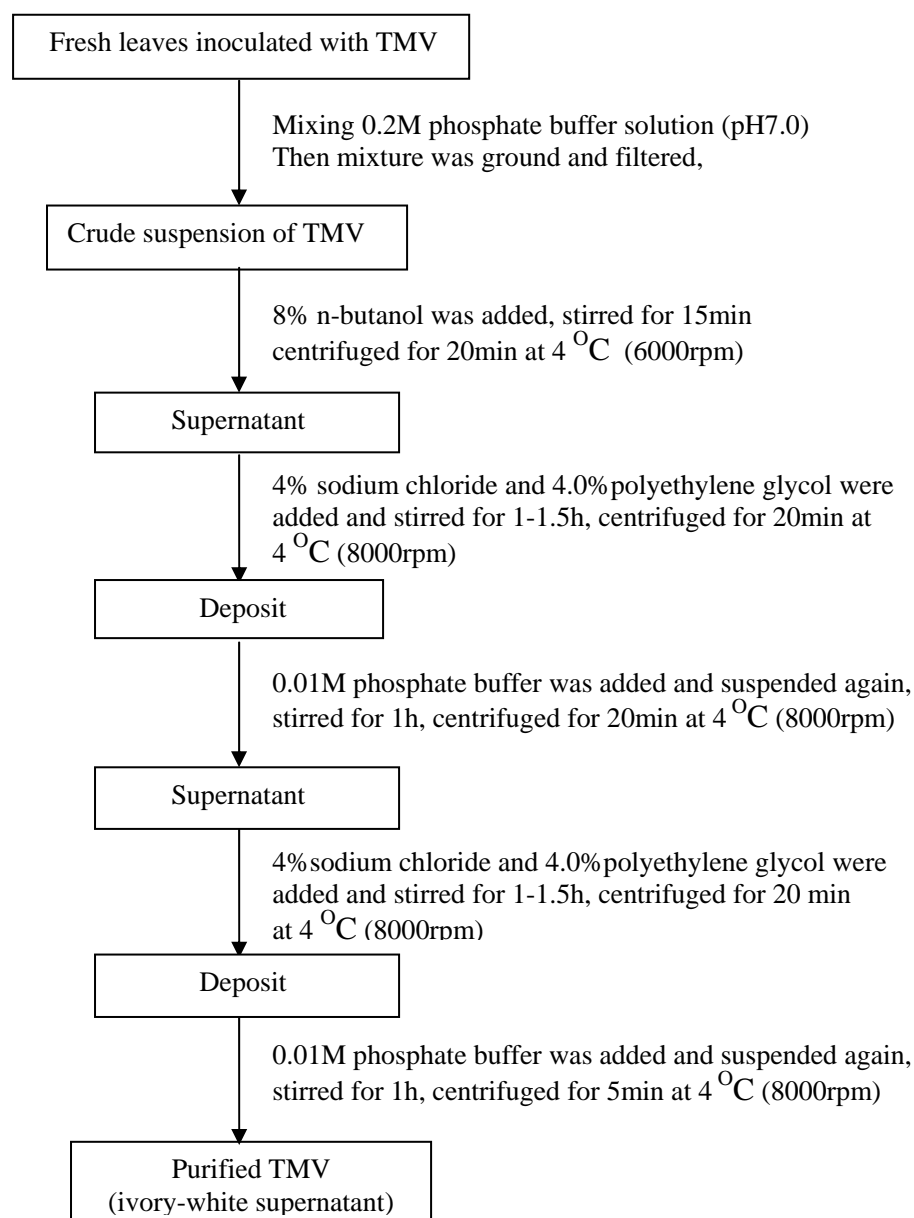 Fresh leaves inoculated with TMV
Mixing 0.2M phosphate buffer solution (pH7.0)
Then mixture was ground and filtered,
Crude suspension of TMV
8% n-butanol was added, stirred for 15min
centrifuged for 20min at 4 °C (6000rpm)
Supernatant
4% sodium chloride and 4.0%polyethylene glycol were
added and stirred for 1-1.5h, centrifuged for 20min at
4 °C (8000rpm)
Deposit
0.01M phosphate buffer was added and suspended again,
stirred for 1h, centrifuged for 20min at 4 °C (8000rpm)
Supernatant
4%sodium chloride and 4.0%polyethylene glycol were
added and stirred for 1-1.5h, centrifuged for 20 min
at 4 °C (8000rpm)
Deposit
0.01M phosphate buffer was added and suspended again,
stirred for 1h, centrifuged for 5min at 4 °C (8000rpm)
Purified TMV
(ivory-white supernatant)